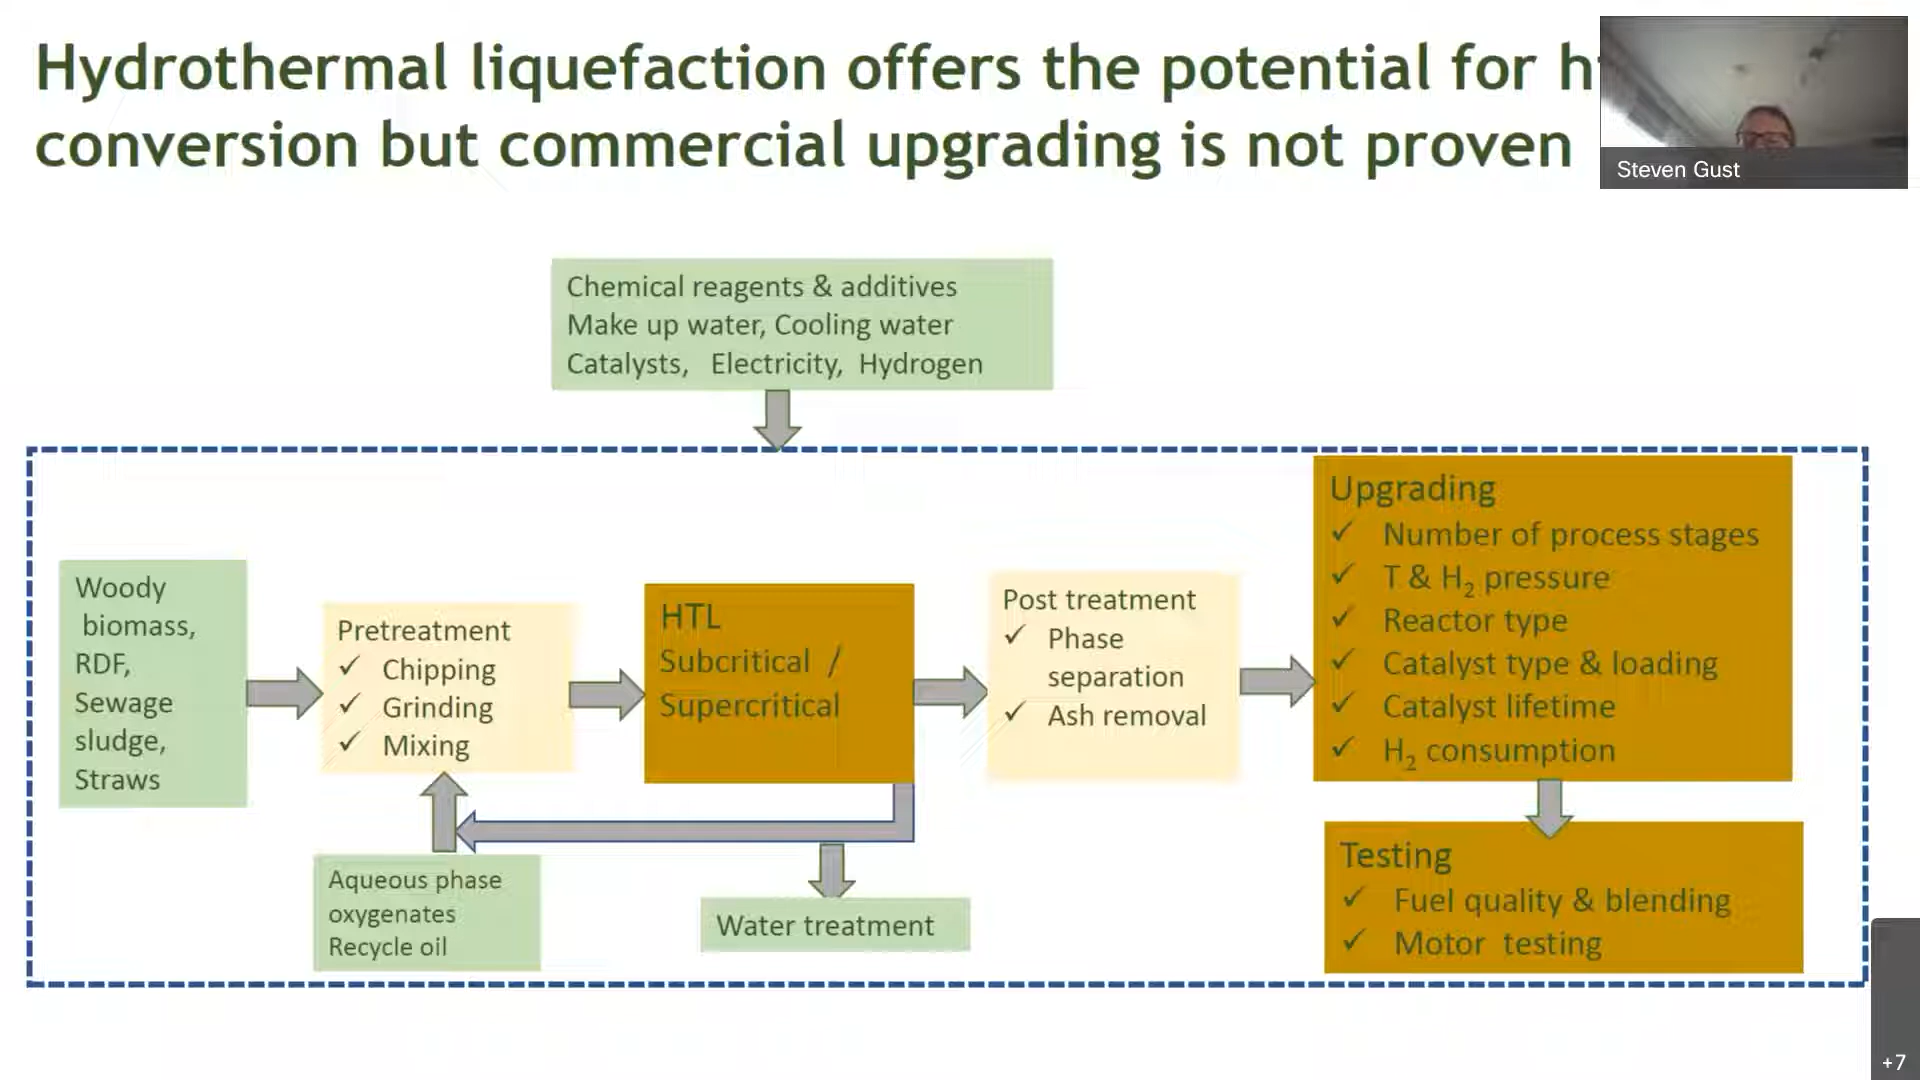 Hydrothermal liquefaction offers the potential for
conversion but commercial upgrading is not proven
Steven Gust
Chemical reagents & additives
Make up water, Cooling water
Catalysts, Electricity, Hydrogen
Woody
biomass,
RDF,
Sewage
sludge,
Straws
Pretreatment
✓ Chipping
✓ Grinding
✓ Mixing
HTL
Subcritical /
Supercritical
Post treatment
✓ Phase
separation
✓ Ash removal
Upgrading
✓ Number of process stages
✓ T & H₂ pressure
✓ Reactor type
✓ Catalyst type & loading
✓ Catalyst lifetime
✓ H₂ consumption
Aqueous phase
oxygenates
Recycle oil
Water treatment
Testing
✓ Fuel quality & blending
✓ Motor testing
+7